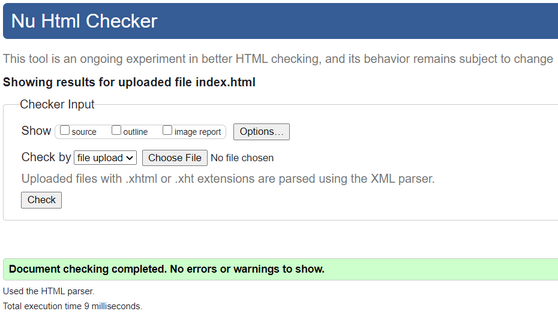 Nu Html Checker
This tool is an ongoing experiment in better HTML checking, and its behavior remains subject to change
Showing results for uploaded file index.html
Checker Input
Show source outline image report Options...
Check by file upload Choose File No file chosen
Uploaded files with .xhtml or .xht extensions are parsed using the XML parser.
Check
Document checking completed. No errors or warnings to show.
Used the HTML parser.
Total execution time 9 milliseconds.